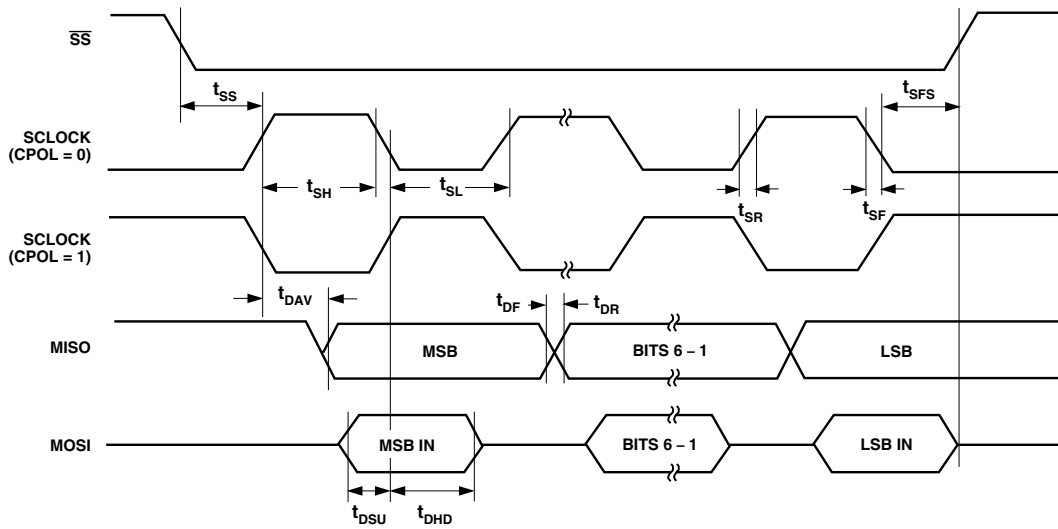 SS
tSS
tSFS
SCLOCK
(CPOL = 0)
tSH
tSL
tSR
tSF
SCLOCK
(CPOL = 1)
tDAV
tDF
tDR
MISO
MSB
BITS 6 – 1
LSB
MOSI
MSB IN
BITS 6 – 1
LSB IN
tDSU
tDHD